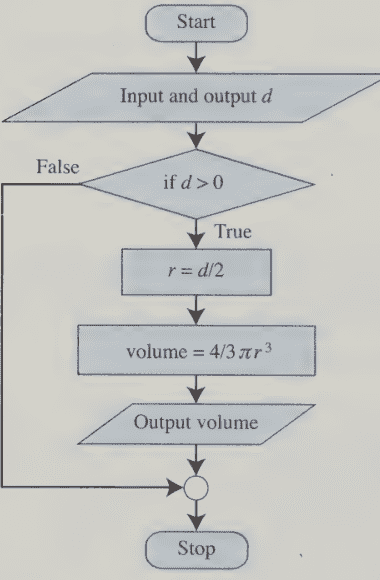 Start
Input and output d
if d > 0
False
True
r = d/2
volume = 4/3 πr³
Output volume
Stop